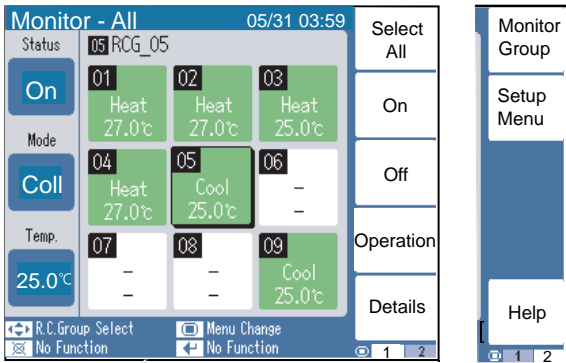 Monitor - All 05/31 03:59
Status
On
Mode
Coll
Temp.
25.0℃
05 RCG_05
01 02 03
Heat Heat Heat
27.0℃ 27.0℃ 25.0℃
04 05 06
Heat Cool –
27.0℃ 25.0℃ –
07 08 09
– – Cool
– – 25.0℃
R.C.Group Select Menu Change
No Function No Function
Select
All
On
Off
Operation
Details
1 2
Monitor
Group
Setup
Menu
Help
[
1 2